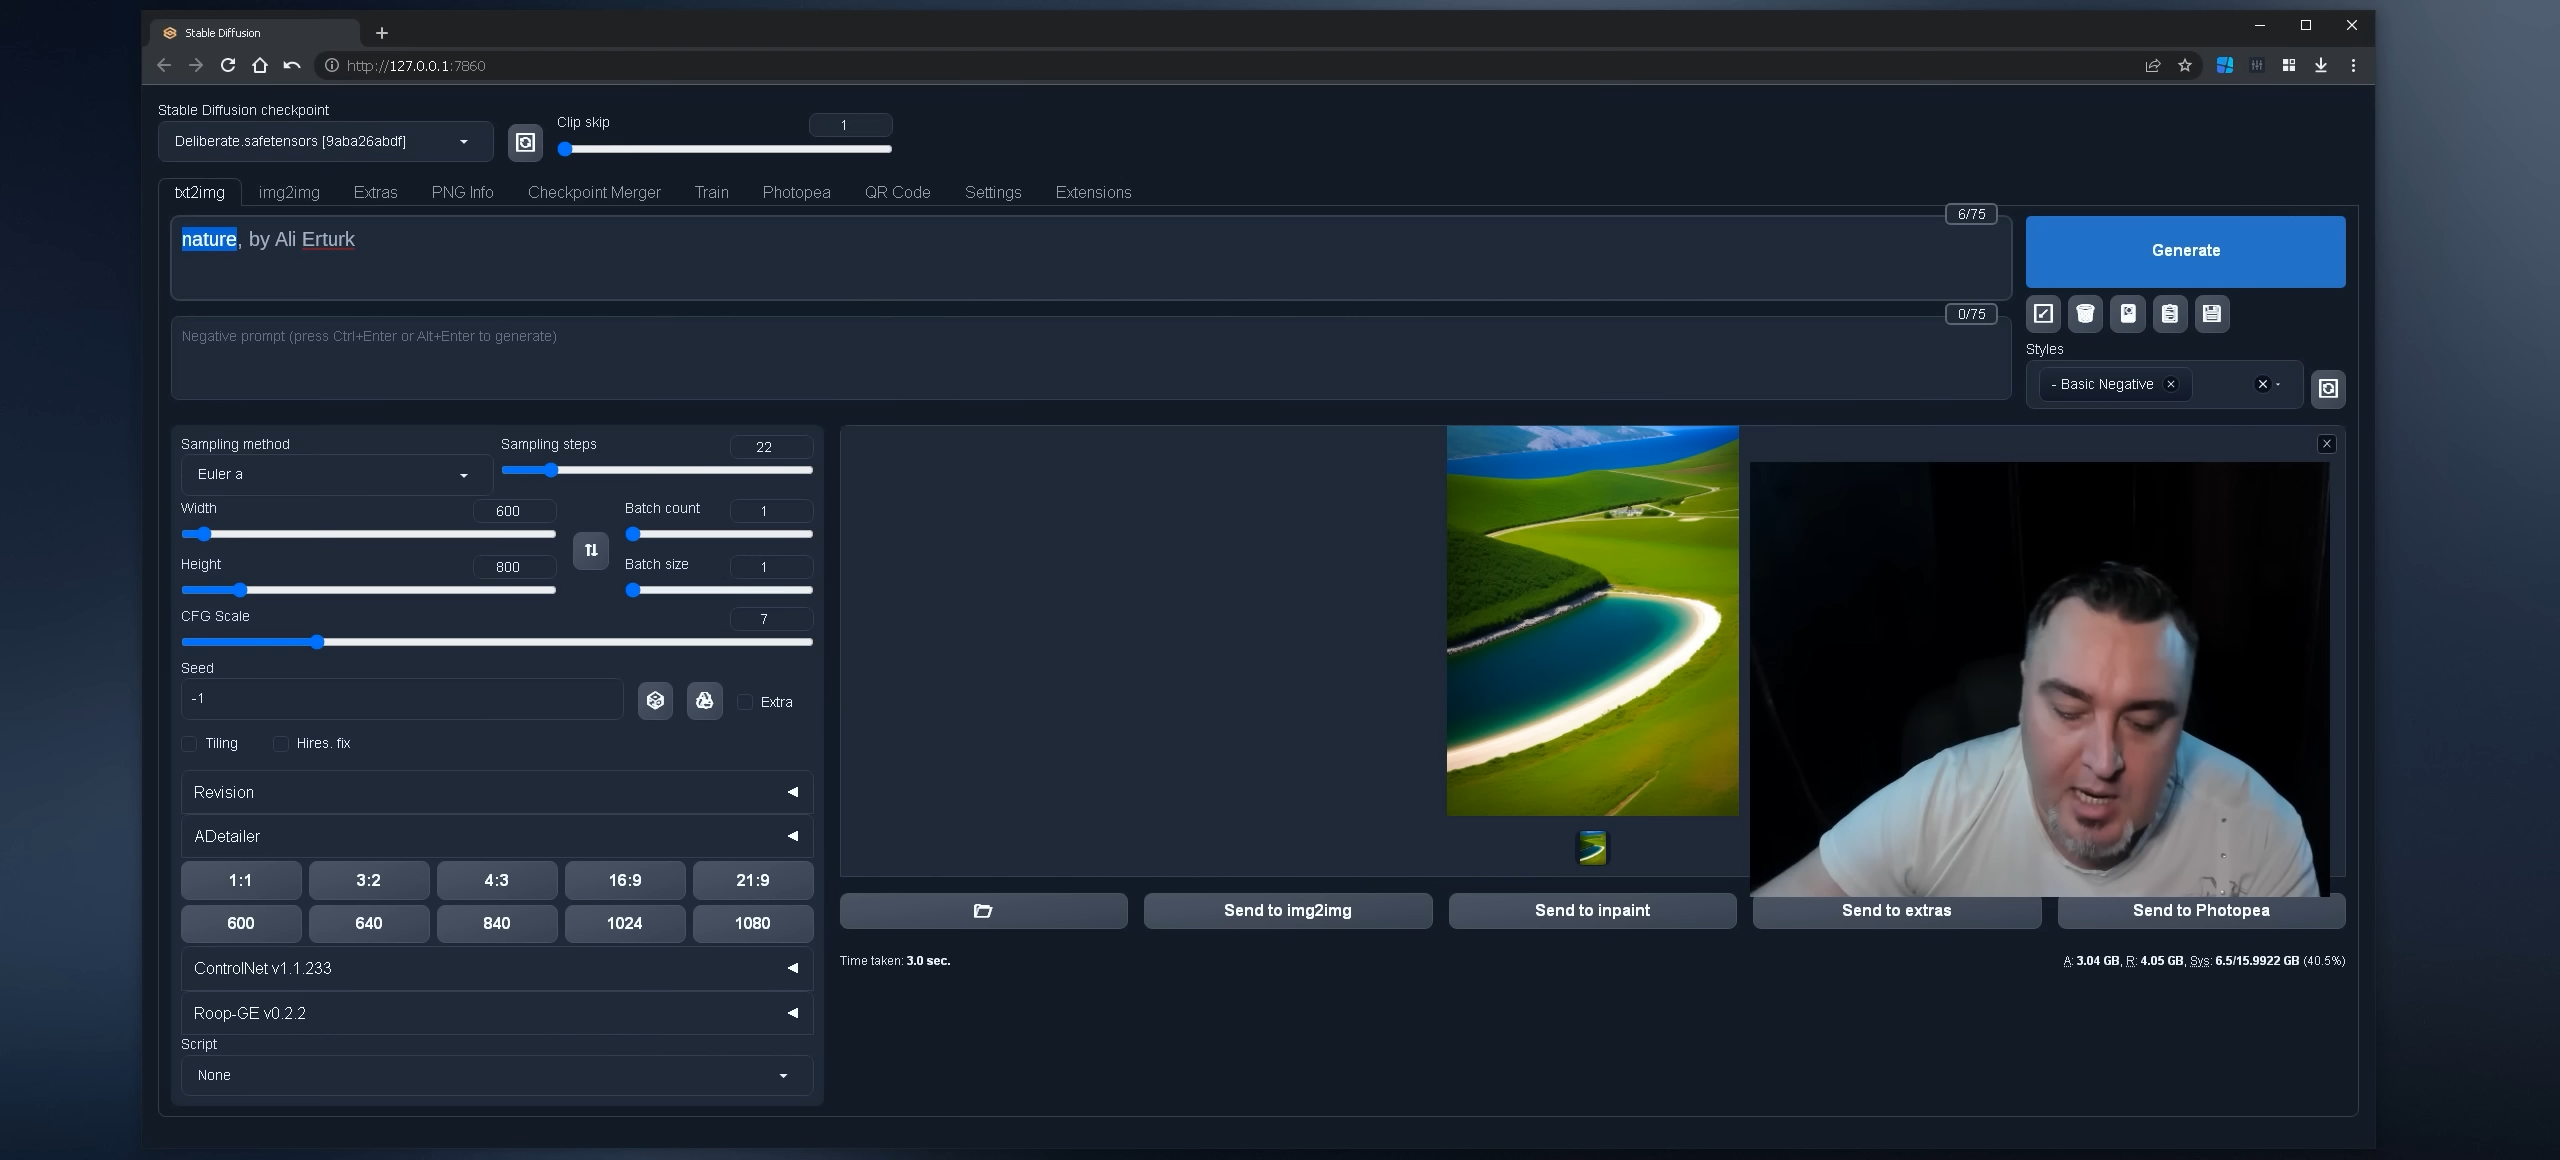 Stable Diffusion
http://127.0.0.1:7860
Stable Diffusion checkpoint
Deliberate.safetensors [9aba26abdf]
Clip skip
1
txt2img img2img Extras PNG Info Checkpoint Merger Train Photopea QR Code Settings Extensions
6/75
nature, by Ali Erturk
Generate
0/75
Negative prompt (press Ctrl+Enter or Alt+Enter to generate)
Styles
- Basic Negative
Sampling method
Euler a
Sampling steps
22
Width
600
Batch count
1
Height
800
Batch size
1
CFG Scale
7
Seed
-1
Extra
Tiling
Hires. fix
Revision
ADetailer
1:1 3:2 4:3 16:9 21:9
600 640 840 1024 1080
ControlNet v1.1.233
Roop-GE v0.2.2
Script
None
Send to img2img
Send to inpaint
Send to extras
Send to Photopea
Time taken: 3.0 sec.
A: 3.04 GB, R: 4.05 GB, Sys: 6.5/15.9922 GB (40.5%)